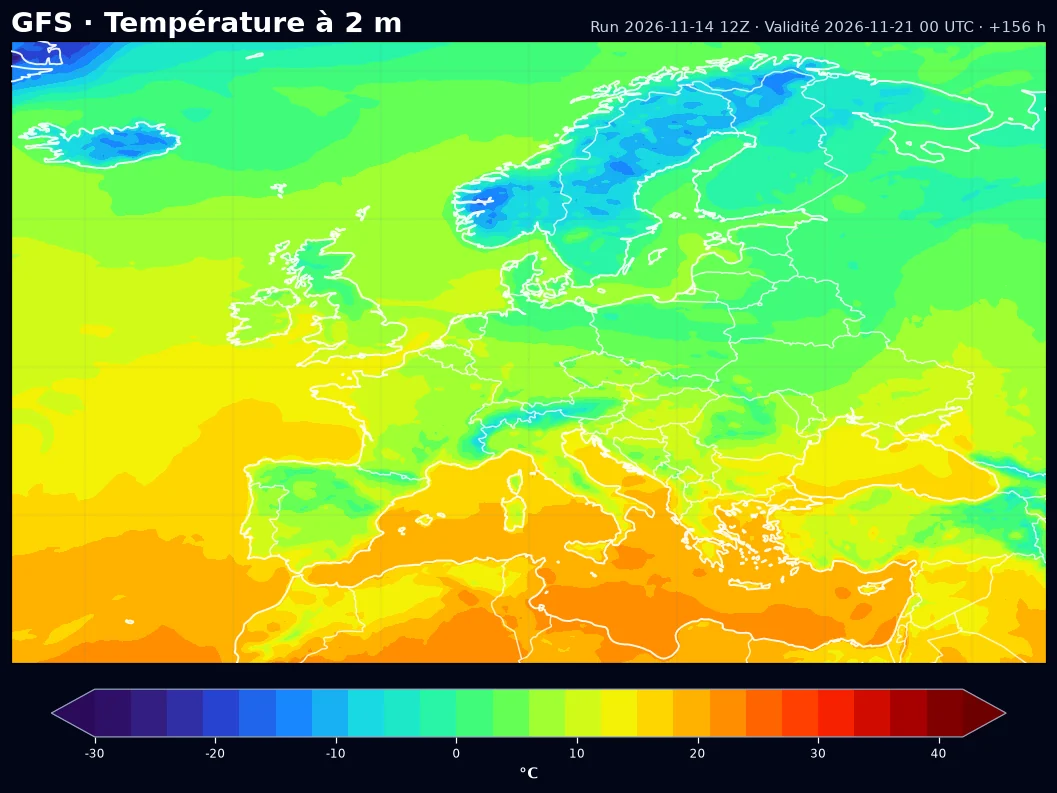 GFS · Température à 2 m
Run 2026-11-14 12Z · Validité 2026-11-21 00 UTC · +156 h
-30 -20 -10 0 10 20 30 40
°C